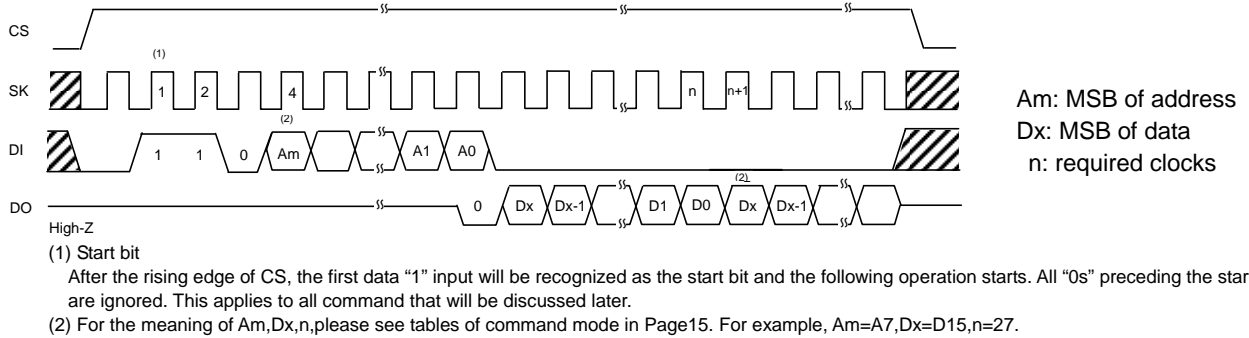 CS
(1)
SK
1 2 4 n n+1
(2)
DI
1 1 0 Am A1 A0
(2)
DO
0 Dx Dx-1 D1 D0 Dx Dx-1
High-Z
Am: MSB of address
Dx: MSB of data
n: required clocks
(1) Start bit
After the rising edge of CS, the first data “1” input will be recognized as the start bit and the following operation starts. All “0s” preceding the star
are ignored. This applies to all command that will be discussed later.
(2) For the meaning of Am,Dx,n,please see tables of command mode in Page15. For example, Am=A7,Dx=D15,n=27.